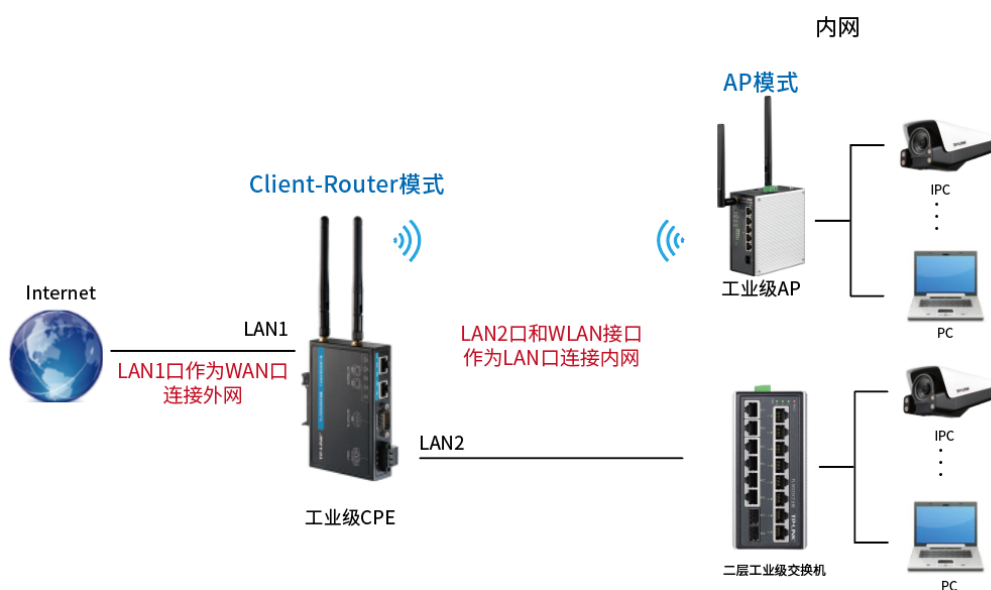 内网
AP模式
Client-Router模式
IPC
工业级AP
Internet
LAN1
LAN2口和WLAN接口
作为LAN口连接内网
PC
LAN1口作为WAN口
连接外网
LAN2
IPC
工业级CPE
二层工业级交换机
PC